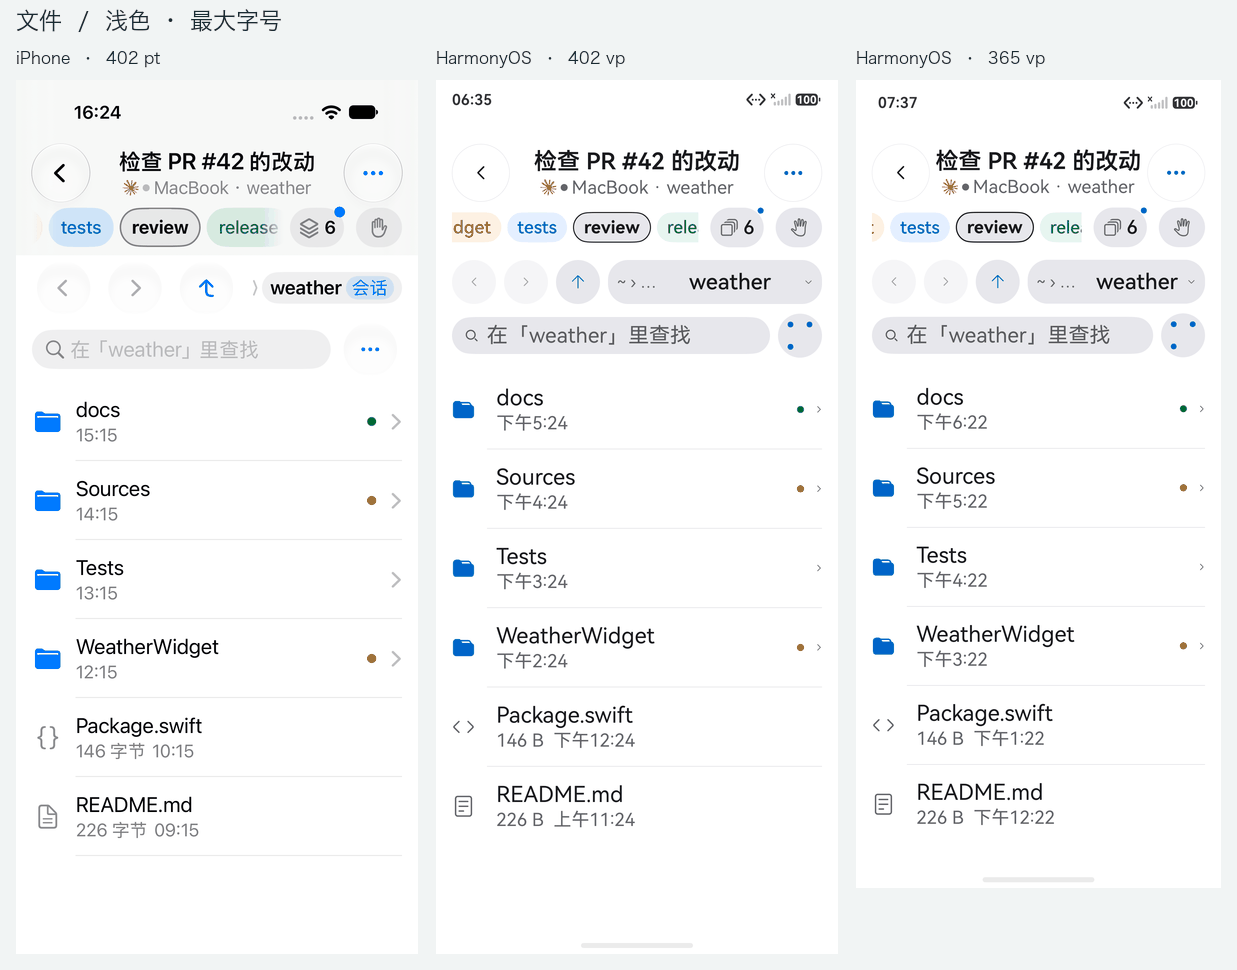 文件 / 浅色 · 最大字号
iPhone · 402 pt
16:24
检查 PR #42 的改动
MacBook · weather
tests
review
release
6
weather 会话
在「weather」里查找
docs
15:15
Sources
14:15
Tests
13:15
WeatherWidget
12:15
Package.swift
146 字节 10:15
README.md
226 字节 09:15
HarmonyOS · 402 vp
06:35
100
检查 PR #42 的改动
MacBook · weather
dget
tests
review
rele
6
~ › ... weather
在「weather」里查找
docs
下午5:24
Sources
下午4:24
Tests
下午3:24
WeatherWidget
下午2:24
Package.swift
146 B 下午12:24
README.md
226 B 上午11:24
HarmonyOS · 365 vp
07:37
100
检查 PR #42 的改动
MacBook · weather
tests
review
rele
6
~ › ... weather
在「weather」里查找
docs
下午6:22
Sources
下午5:22
Tests
下午4:22
WeatherWidget
下午3:22
Package.swift
146 B 下午1:22
README.md
226 B 下午12:22